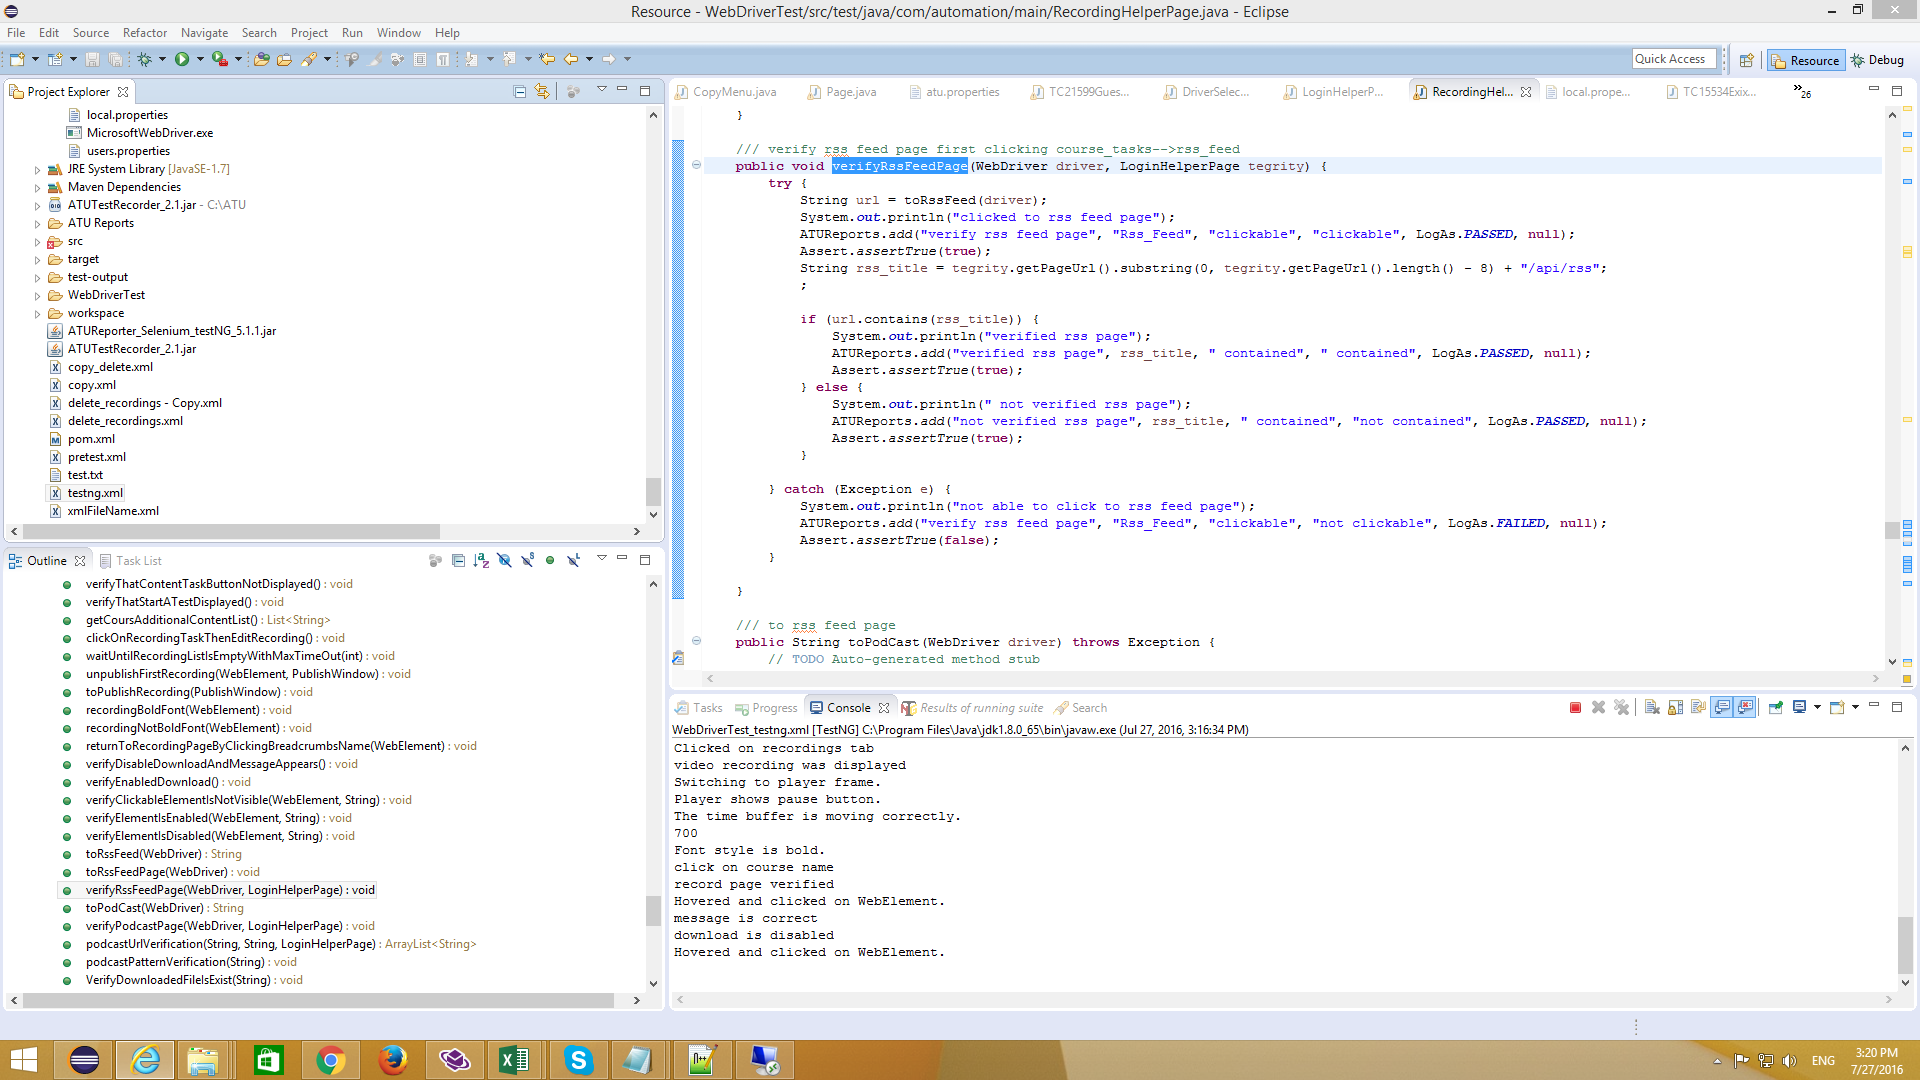 Resource - WebDriverTest/src/test/java/com/automation/main/RecordingHelperPage.java - Eclipse
File Edit Source Refactor Navigate Search Project Run Window Help
Quick Access Resource Debug
Project Explorer
local.properties
MicrosoftWebDriver.exe
users.properties
JRE System Library [JavaSE-1.7]
Maven Dependencies
ATUTestRecorder_2.1.jar - C:\ATU
ATU Reports
src
target
test-output
WebDriverTest
workspace
ATUReporter_Selenium_testNG_5.1.1.jar
ATUTestRecorder_2.1.jar
copy_delete.xml
copy.xml
delete_recordings - Copy.xml
delete_recordings.xml
pom.xml
pretest.xml
test.txt
testng.xml
xmlFileName.xml
Outline Task List
verifyThatContentTaskButtonNotDisplayed() : void
verifyThatStartATestDisplayed() : void
getCoursAdditionalContentList() : List<String>
clickOnRecordingTaskThenEditRecording() : void
waitUntilRecordingListIsEmptyWithMaxTimeOut(int) : void
unpublishFirstRecording(WebElement, PublishWindow) : void
toPublishRecording(PublishWindow) : void
recordingBoldFont(WebElement) : void
recordingNotBoldFont(WebElement) : void
returnToRecordingPageByClickingBreadcrumbsName(WebElement) : void
verifyDisableDownloadAndMessageAppears() : void
verifyEnabledDownload() : void
verifyClickableElementIsNotVisible(WebElement, String) : void
verifyElementIsEnabled(WebElement, String) : void
verifyElementIsDisabled(WebElement, String) : void
toRssFeed(WebDriver) : String
toRssFeedPage(WebDriver) : void
verifyRssFeedPage(WebDriver, LoginHelperPage) : void
toPodCast(WebDriver) : String
verifyPodcastPage(WebDriver, LoginHelperPage) : void
podcastUrlVerification(String, String, LoginHelperPage) : ArrayList<String>
podcastPatternVerification(String) : void
VerifyDownloadedFileIsExist(String) : void
CopyMenu.java Page.java atu.properties TC21599Gues... DriverSelec... LoginHelperP... RecordingHel... local.prope... TC15534Exix... »26
}
/// verify rss feed page first clicking course_tasks-->rss_feed
public void verifyRssFeedPage(WebDriver driver, LoginHelperPage tegrity) {
try {
String url = toRssFeed(driver);
System.out.println("clicked to rss feed page");
ATUReports.add("verify rss feed page", "Rss_Feed", "clickable", "clickable", LogAs.PASSED, null);
Assert.assertTrue(true);
String rss_title = tegrity.getPageUrl().substring(0, tegrity.getPageUrl().length() - 8) + "/api/rss";
;
if (url.contains(rss_title)) {
System.out.println("verified rss page");
ATUReports.add("verified rss page", rss_title, " contained", " contained", LogAs.PASSED, null);
Assert.assertTrue(true);
} else {
System.out.println(" not verified rss page");
ATUReports.add("not verified rss page", rss_title, " contained", "not contained", LogAs.PASSED, null);
Assert.assertTrue(true);
}
} catch (Exception e) {
System.out.println("not able to click to rss feed page");
ATUReports.add("verify rss feed page", "Rss_Feed", "clickable", "not clickable", LogAs.FAILED, null);
Assert.assertTrue(false);
}
}
/// to rss feed page
public String toPodCast(WebDriver driver) throws Exception {
// TODO Auto-generated method stub
Tasks Progress Console Results of running suite Search
WebDriverTest_testng.xml [TestNG] C:\Program Files\Java\jdk1.8.0_65\bin\javaw.exe (Jul 27, 2016, 3:16:34 PM)
Clicked on recordings tab
video recording was displayed
Switching to player frame.
Player shows pause button.
The time buffer is moving correctly.
700
Font style is bold.
click on course name
record page verified
Hovered and clicked on WebElement.
message is correct
download is disabled
Hovered and clicked on WebElement.
ENG
3:20 PM
7/27/2016